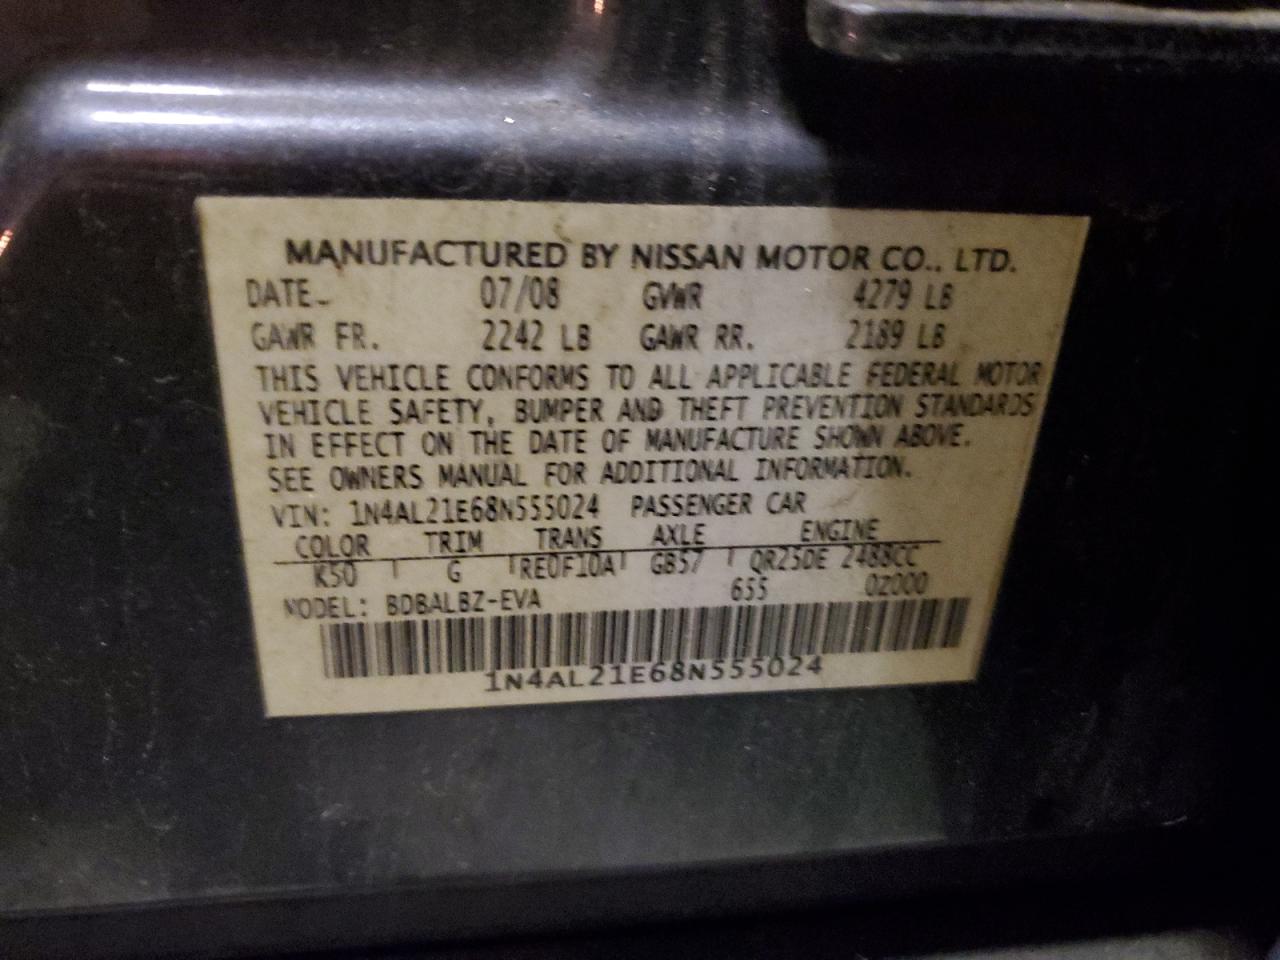 MANUFACTURED BY NISSAN MOTOR CO., LTD.
DATE 07/08 GVWR 4279 LB
GAWR FR. 2242 LB GAWR RR. 2189 LB
THIS VEHICLE CONFORMS TO ALL APPLICABLE FEDERAL MOTOR
VEHICLE SAFETY, BUMPER AND THEFT PREVENTION STANDARDS
IN EFFECT ON THE DATE OF MANUFACTURE SHOWN ABOVE.
SEE OWNERS MANUAL FOR ADDITIONAL INFORMATION.
VIN: 1N4AL21E68N555024 PASSENGER CAR
COLOR TRIM TRANS AXLE ENGINE
K50 G RE0F10A GB57 QR25DE 2488CC
MODEL: BDBALBZ-EVA 655 0Z000
1N4AL21E68N555024